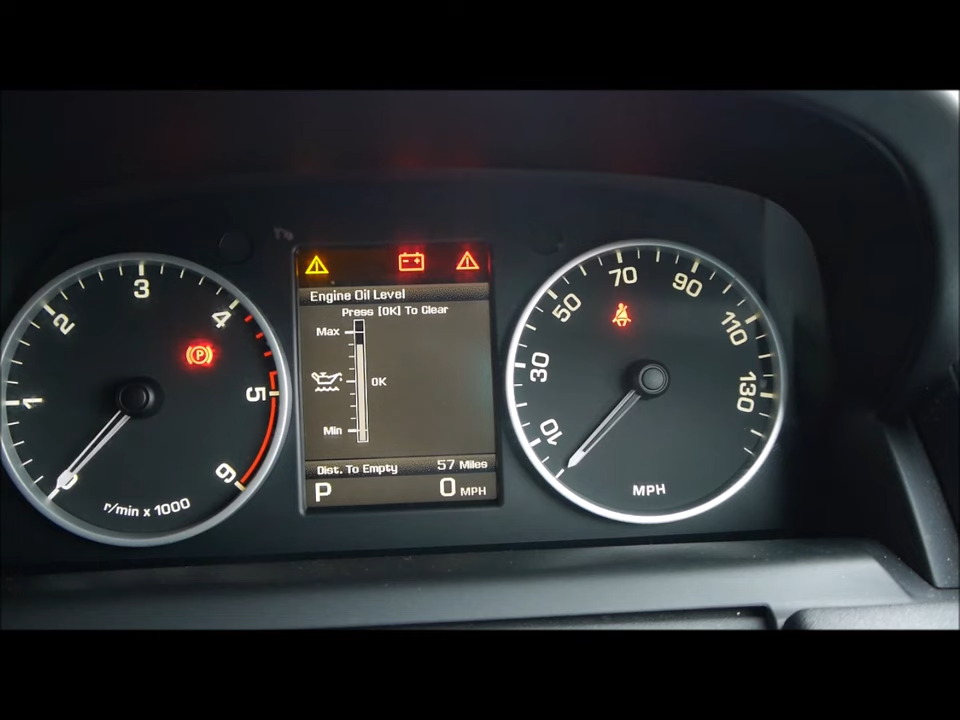 1
2
3
4
5
6
0
r/min x 1000
P
Engine Oil Level
Press [OK] To Clear
Max
OK
Min
Dist. To Empty 57 Miles
P 0 MPH
10
30
50
70
90
110
130
MPH